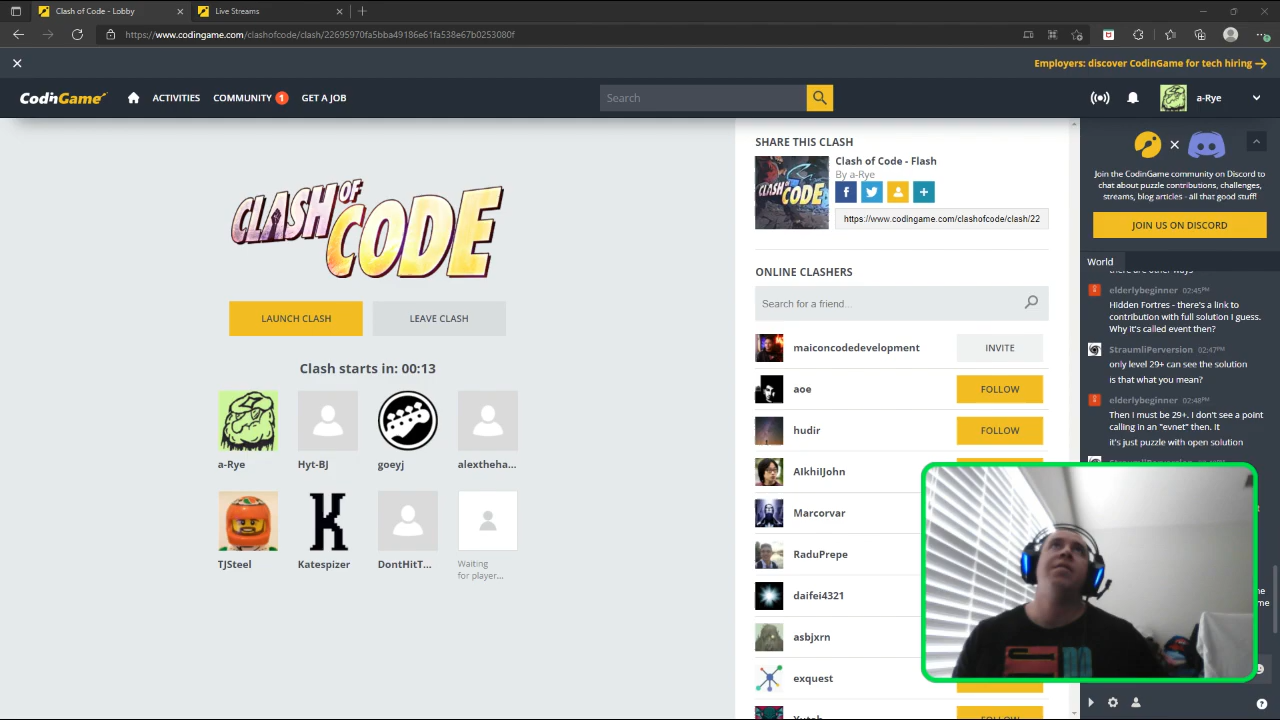 Clash of Code - Lobby
Live Streams
https://www.codingame.com/clashofcode/clash/22695970fa5bba49186e61fa538e67b0253080f
Employers: discover CodinGame for tech hiring
CodinGame
ACTIVITIES
COMMUNITY 1
GET A JOB
Search
a-Rye
CLASH OF CODE
LAUNCH CLASH
LEAVE CLASH
Clash starts in: 00:13
a-Rye
Hyt-BJ
goeyj
alextheha...
TJSteel
Katespizer
DontHitT...
Waiting
for player...
SHARE THIS CLASH
CLASH OF CODE
Clash of Code - Flash
By a-Rye
https://www.codingame.com/clashofcode/clash/22
ONLINE CLASHERS
Search for a friend...
maiconcodedevelopment
INVITE
aoe
FOLLOW
hudir
FOLLOW
AIkhilJohn
Marcorvar
RaduPrepe
daifei4321
asbjxrn
exquest
Join the CodinGame community on Discord to
chat about puzzle contributions, challenges,
streams, blog articles - all that good stuff!
JOIN US ON DISCORD
World
there are other ways
elderlybeginner 02:45PM
Hidden Fortres - there's a link to
contribution with full solution I guess.
Why it's called event then?
StraumliPerversion 02:47PM
only level 29+ can see the solution
is that what you mean?
elderlybeginner 02:48PM
Then I must be 29+. I don't see a point
calling in an "evnet" then. It
it's just puzzle with open solution